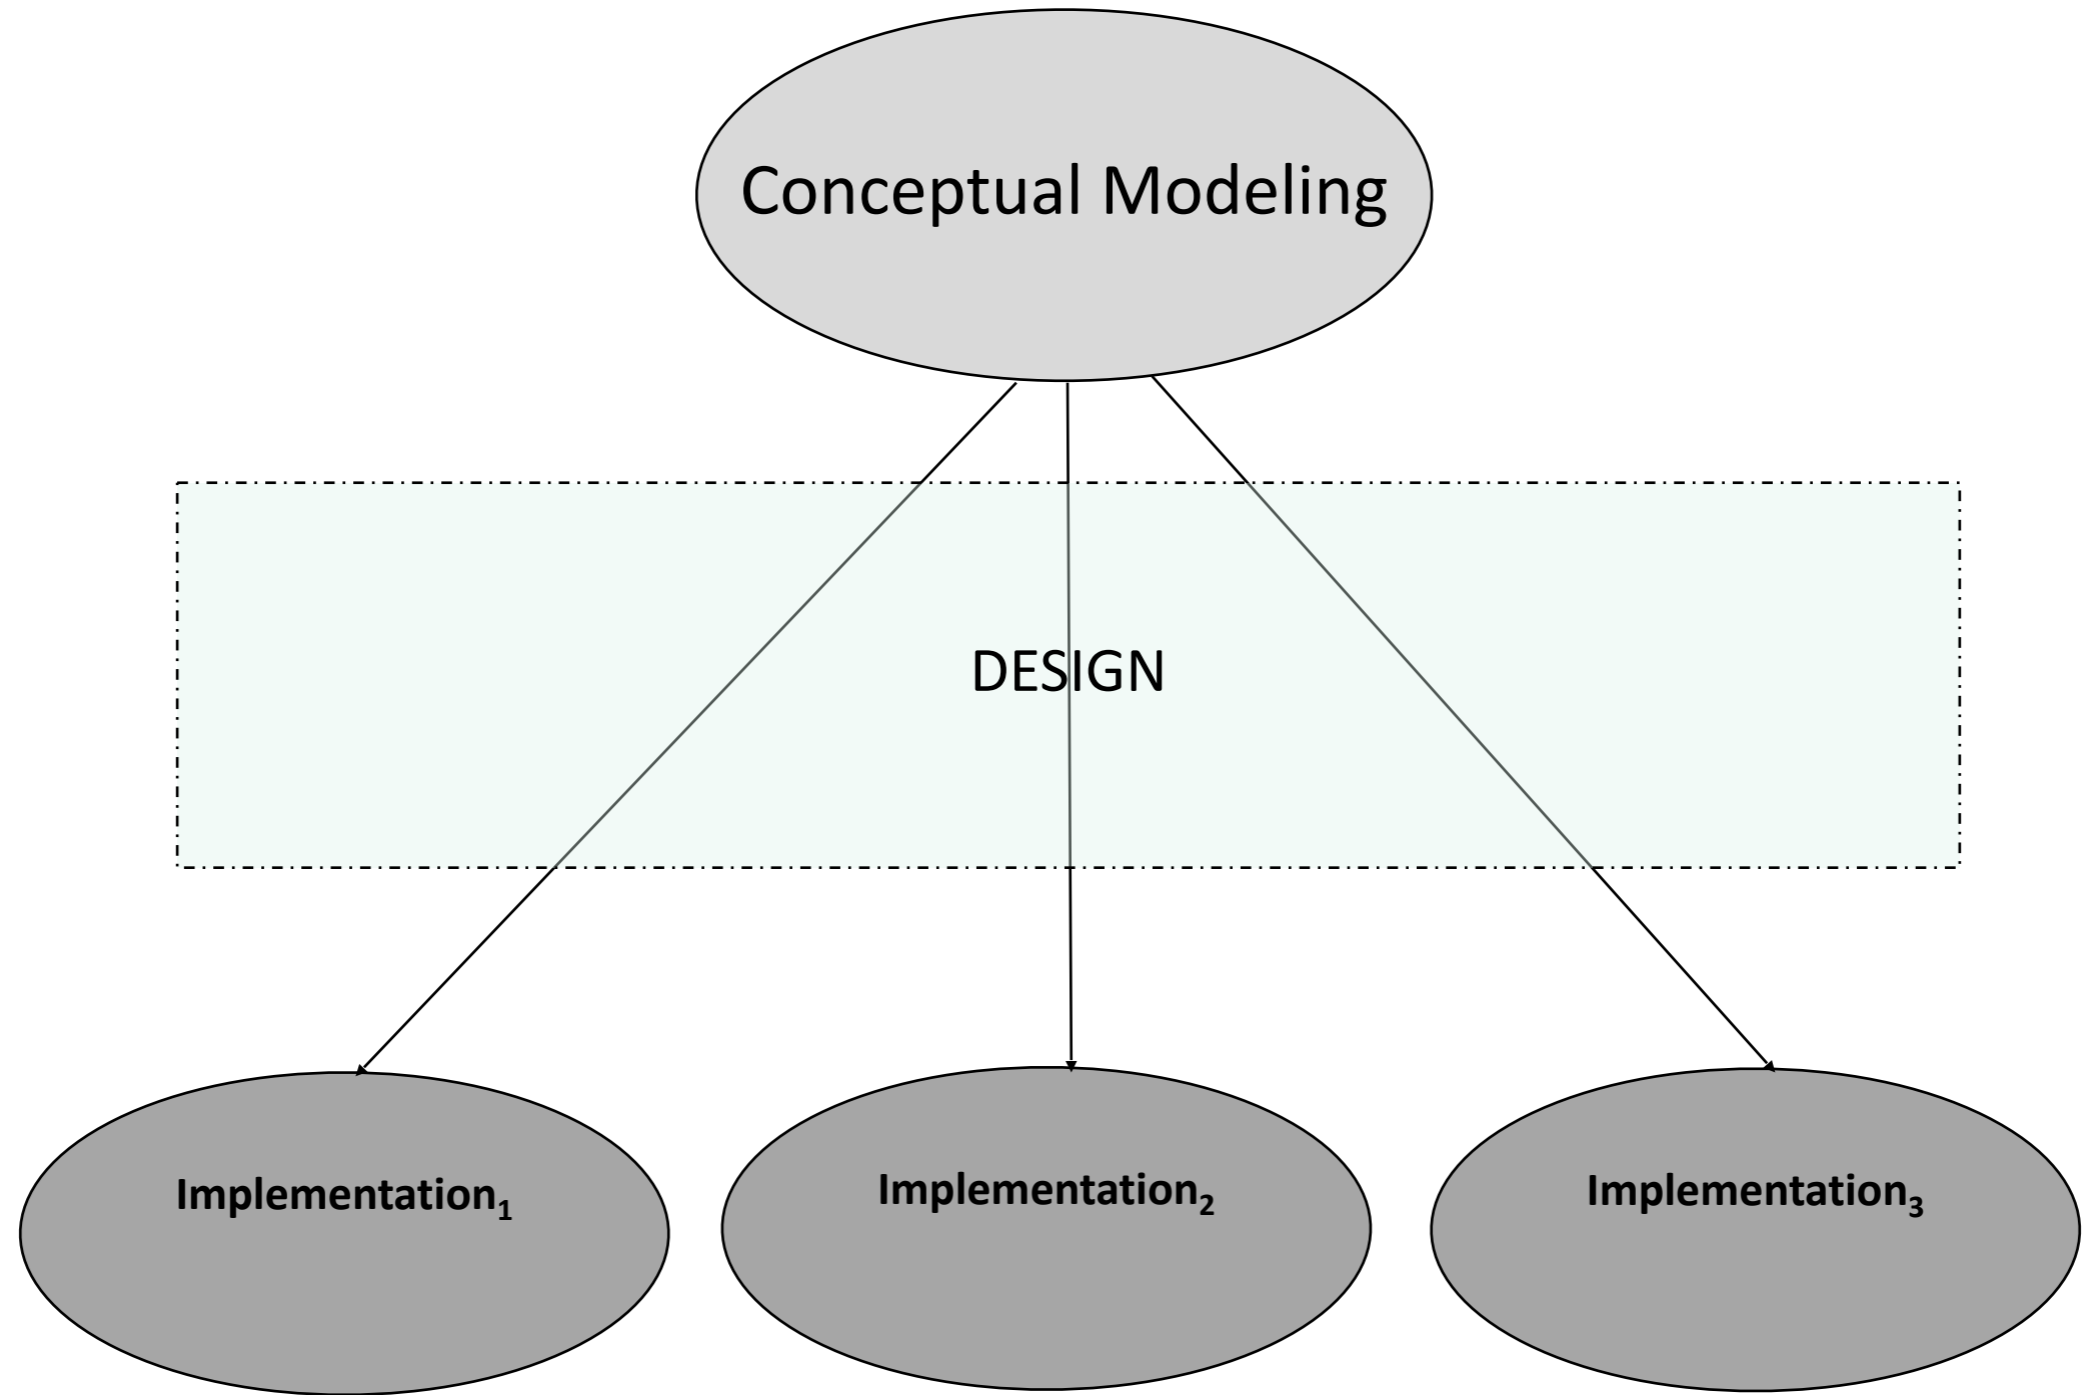 Conceptual Modeling
DESIGN
Implementation₁
Implementation₂
Implementation₃